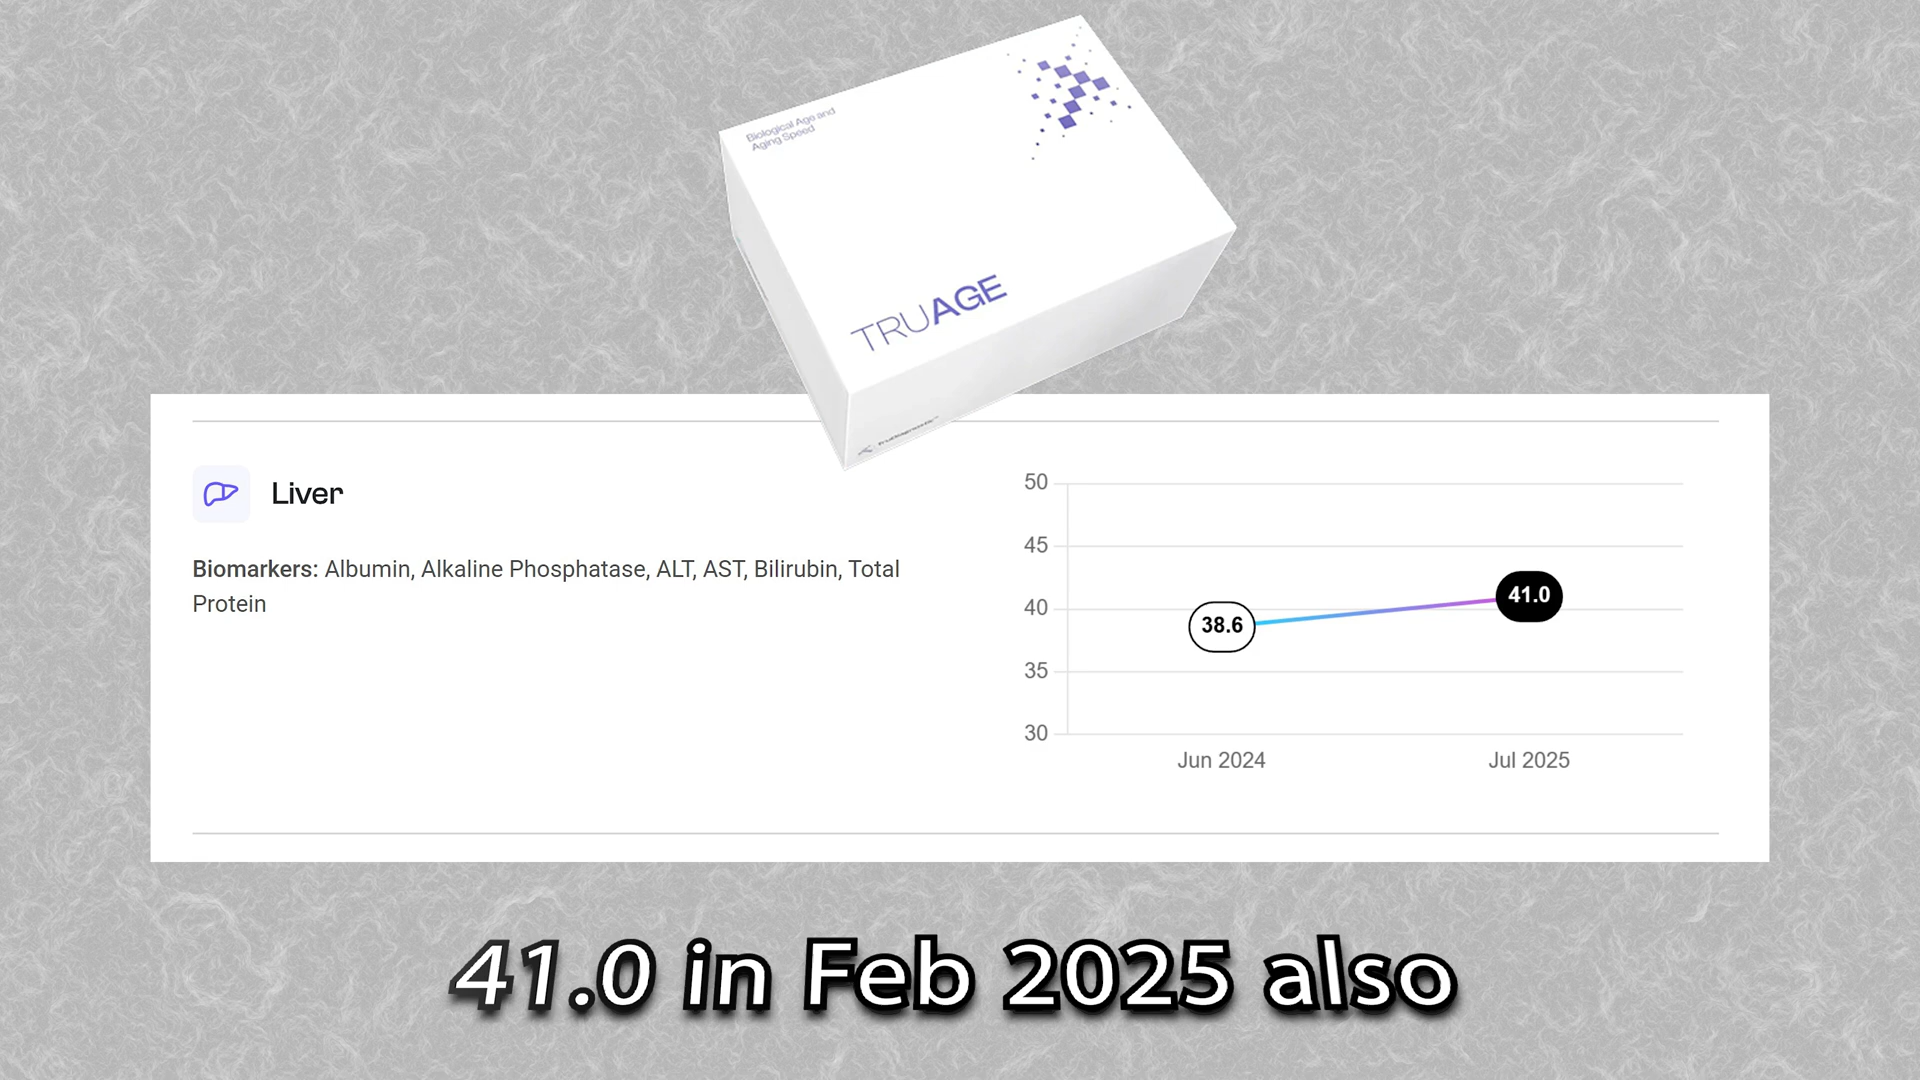 Biological Age and
Aging Speed
TRUAGE
Liver
Biomarkers: Albumin, Alkaline Phosphatase, ALT, AST, Bilirubin, Total
Protein
50
45
40
35
30
38.6
41.0
Jun 2024
Jul 2025
41.0 in Feb 2025 also